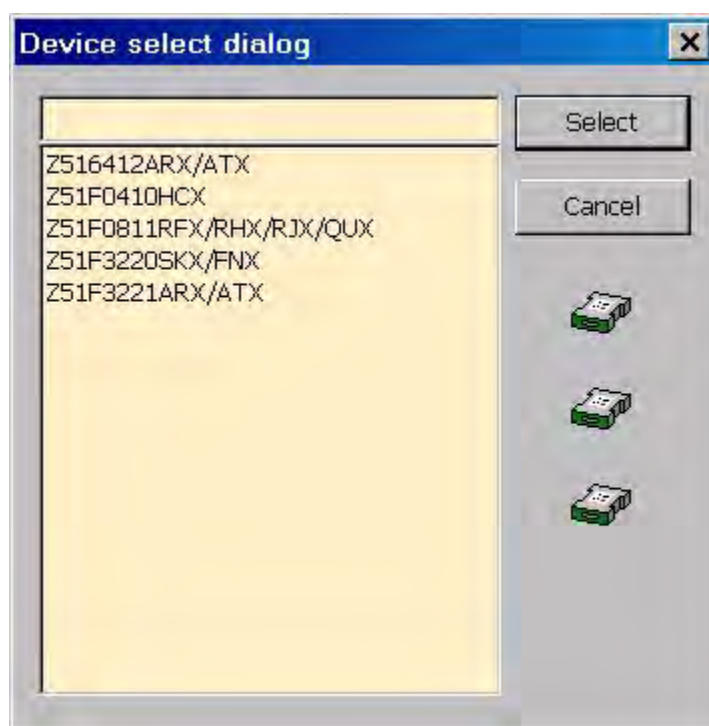 Device select dialog
Select
Cancel
Z516412ARX/ATX
Z51F0410HCX
Z51F0811RFX/RHX/RJX/QUX
Z51F3220SKX/FNX
Z51F3221ARX/ATX